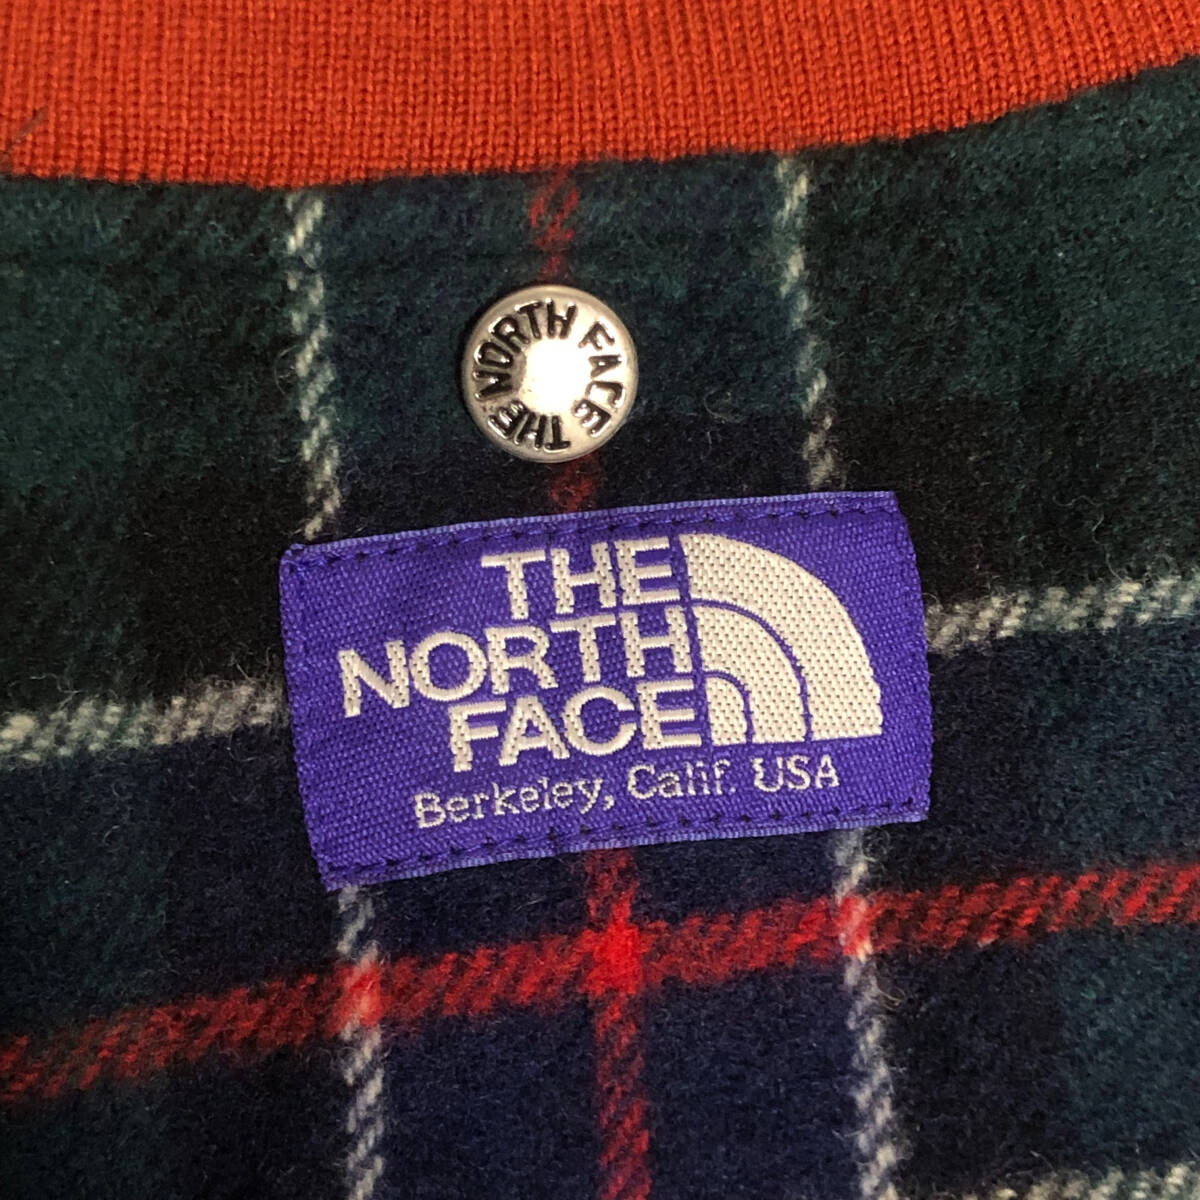 THE NORTH FACE
THE
NORTH
FACE
Berkeley, Calif. USA